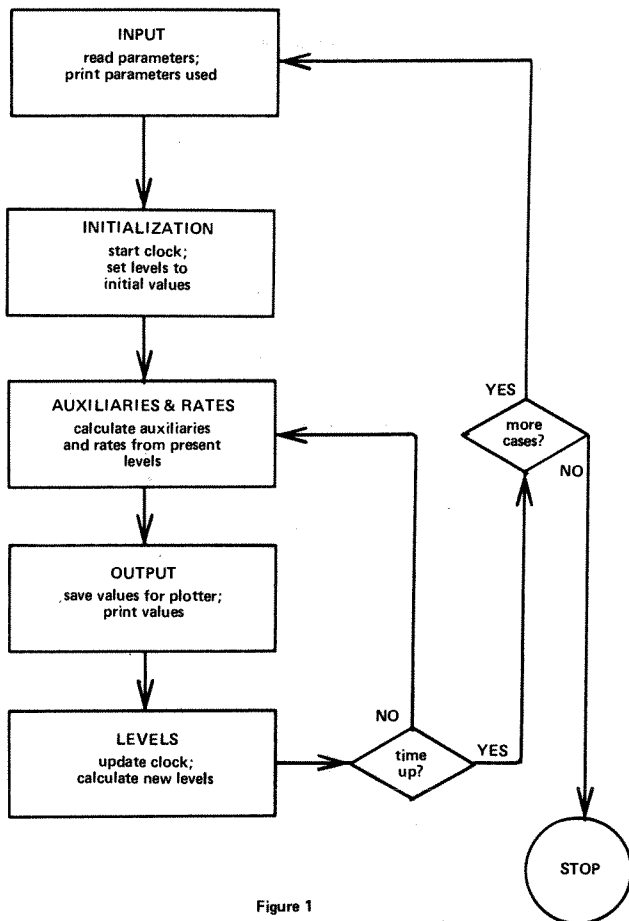 INPUT
read parameters;
print parameters used
INITIALIZATION
start clock;
set levels to
initial values
AUXILIARIES & RATES
calculate auxiliaries
and rates from present
levels
YES
more
cases?
NO
OUTPUT
save values for plotter;
print values
NO
LEVELS
update clock;
calculate new levels
time
up?
YES
STOP
Figure 1